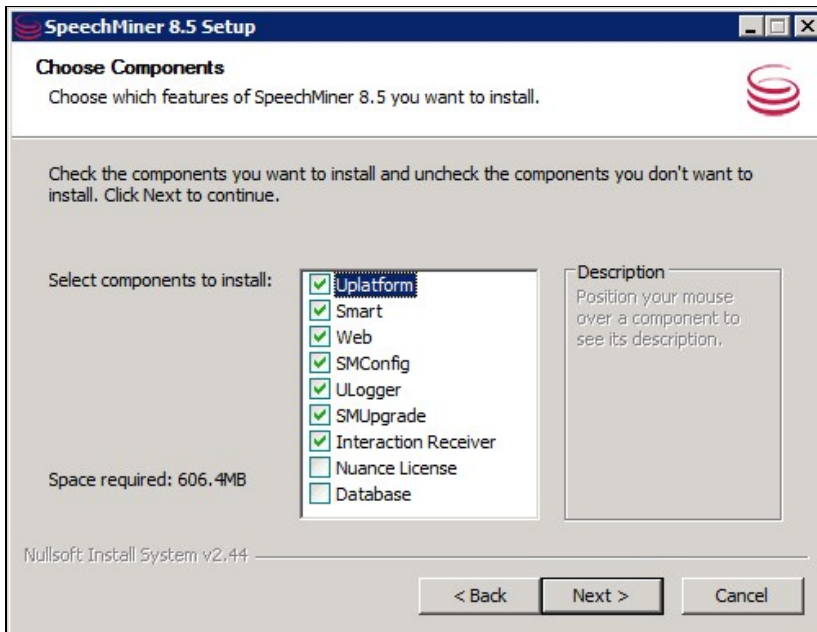 SpeechMiner 8.5 Setup
Choose Components
Choose which features of SpeechMiner 8.5 you want to install.
Check the components you want to install and uncheck the components you don't want to
install. Click Next to continue.
Select components to install:
Uplatform
Smart
Web
SMConfig
ULogger
SMUpgrade
Interaction Receiver
Nuance License
Database
Description
Position your mouse
over a component to
see its description.
Space required: 606.4MB
Nullsoft Install System v2.44
< Back
Next >
Cancel